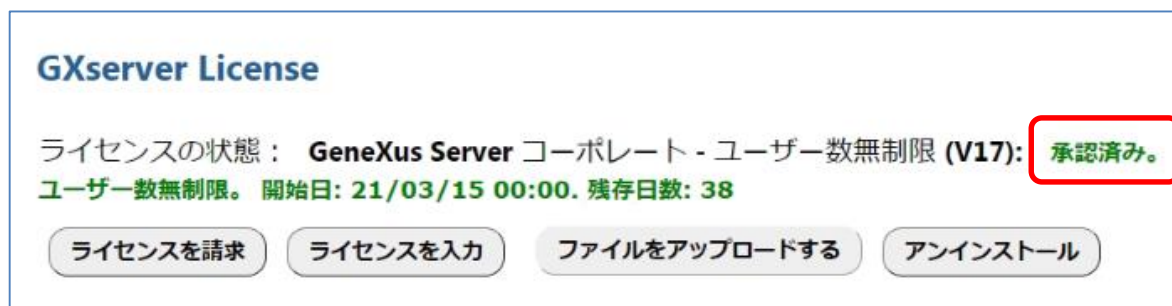 GXserver License
ライセンスの状態： GeneXus Server コーポレート - ユーザー数無制限 (V17): 承認済み。
ユーザー数無制限。 開始日: 21/03/15 00:00. 残存日数: 38
ライセンスを請求 ライセンスを入力 ファイルをアップロードする アンインストール